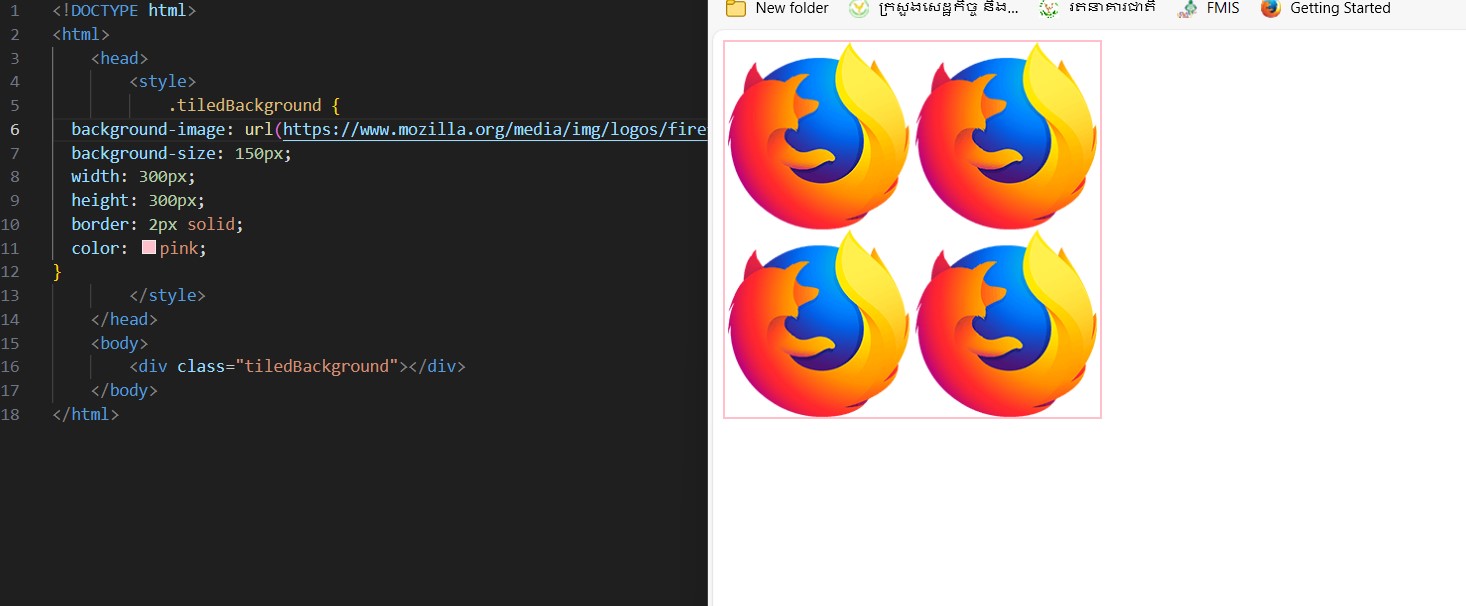 1 <!DOCTYPE html>
2 <html>
3 <head>
4 <style>
5 .tiledBackground {
6 background-image: url(https://www.mozilla.org/media/img/logos/fire
7 background-size: 150px;
8 width: 300px;
9 height: 300px;
10 border: 2px solid;
11 color: pink;
12 }
13 </style>
14 </head>
15 <body>
16 <div class="tiledBackground"></div>
17 </body>
18 </html>
New folder ក្រសួងសេដ្ឋកិច្ច និង... រតនាគារជាតិ FMIS Getting Started